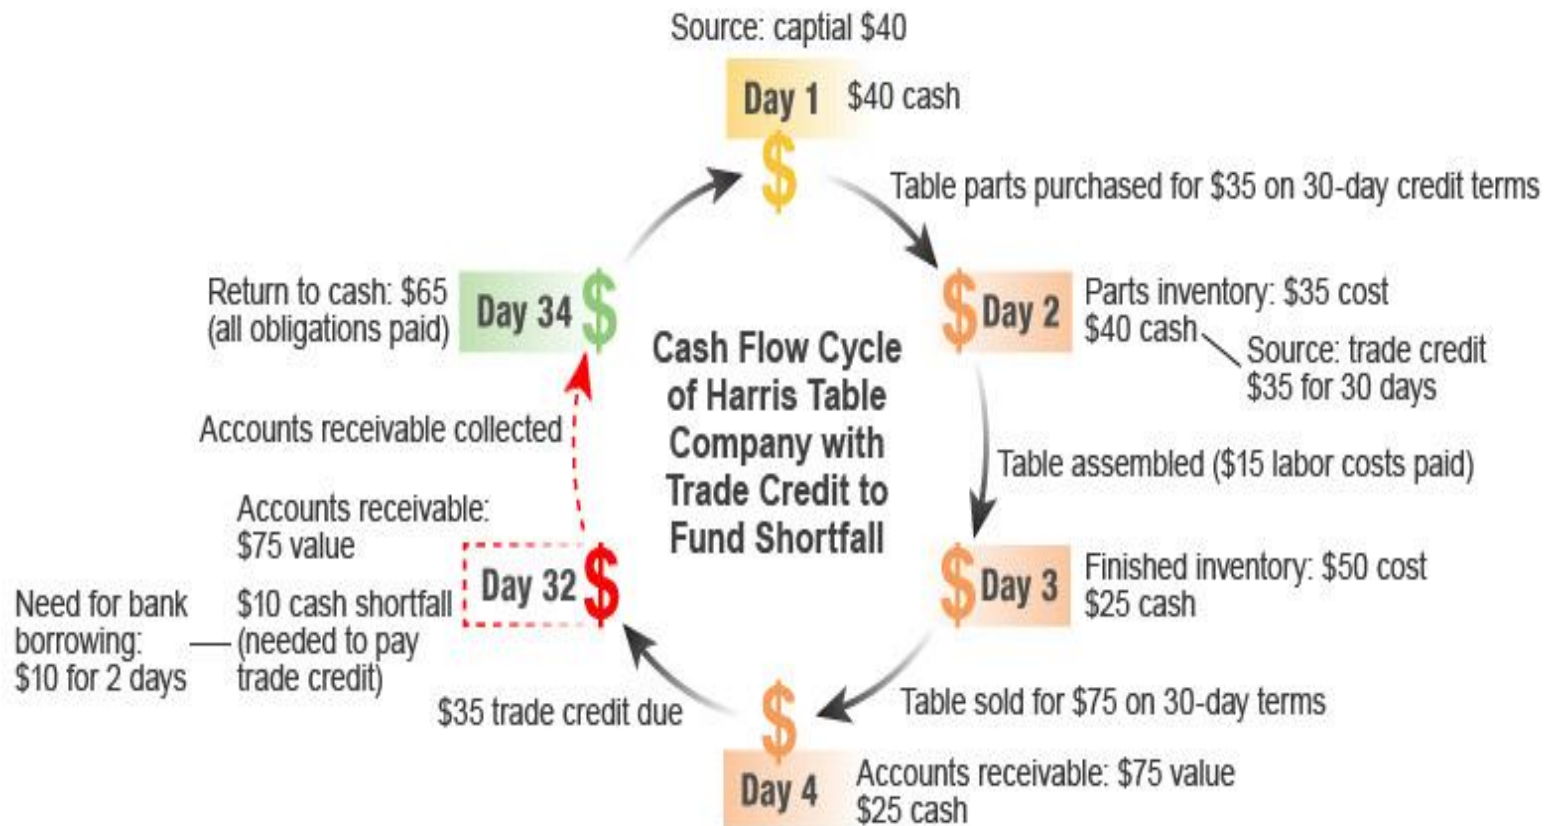 Source: captial $40
Day 1
$40 cash
$
Table parts purchased for $35 on 30-day credit terms
$ Day 2
Parts inventory: $35 cost
$40 cash
Source: trade credit
$35 for 30 days
Table assembled ($15 labor costs paid)
$ Day 3
Finished inventory: $50 cost
$25 cash
Table sold for $75 on 30-day terms
$
Day 4
Accounts receivable: $75 value
$25 cash
$35 trade credit due
Day 32 $
Accounts receivable:
$75 value
$10 cash shortfall
(needed to pay
trade credit)
Need for bank
borrowing:
$10 for 2 days
Accounts receivable collected
Day 34 $
Return to cash: $65
(all obligations paid)
Cash Flow Cycle
of Harris Table
Company with
Trade Credit to
Fund Shortfall